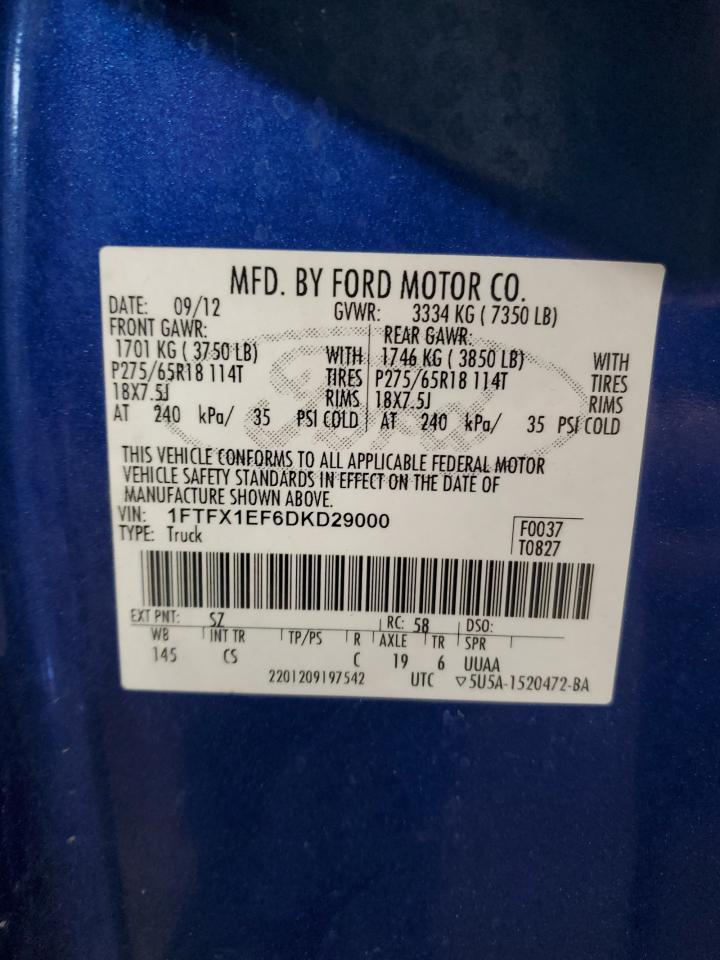 MFD. BY FORD MOTOR CO.
DATE: 09/12 GVWR: 3334 KG ( 7350 LB)
FRONT GAWR: REAR GAWR:
1701 KG ( 3750 LB) WITH 1746 KG ( 3850 LB) WITH
P275/65R18 114T TIRES P275/65R18 114T TIRES
18X7.5J RIMS 18X7.5J RIMS
AT 240 kPa/ 35 PSI COLD AT 240 kPa/ 35 PSI COLD
Ford
THIS VEHICLE CONFORMS TO ALL APPLICABLE FEDERAL MOTOR
VEHICLE SAFETY STANDARDS IN EFFECT ON THE DATE OF
MANUFACTURE SHOWN ABOVE.
VIN: 1FTFX1EF6DKD29000 F0037
TYPE: Truck T0827
EXT PNT: SZ RC: 58 DSO:
WB INT TR TP/PS R AXLE TR SPR
145 CS C 19 6 UUAA
2201209197542 UTC ▽5U5A-1520472-BA